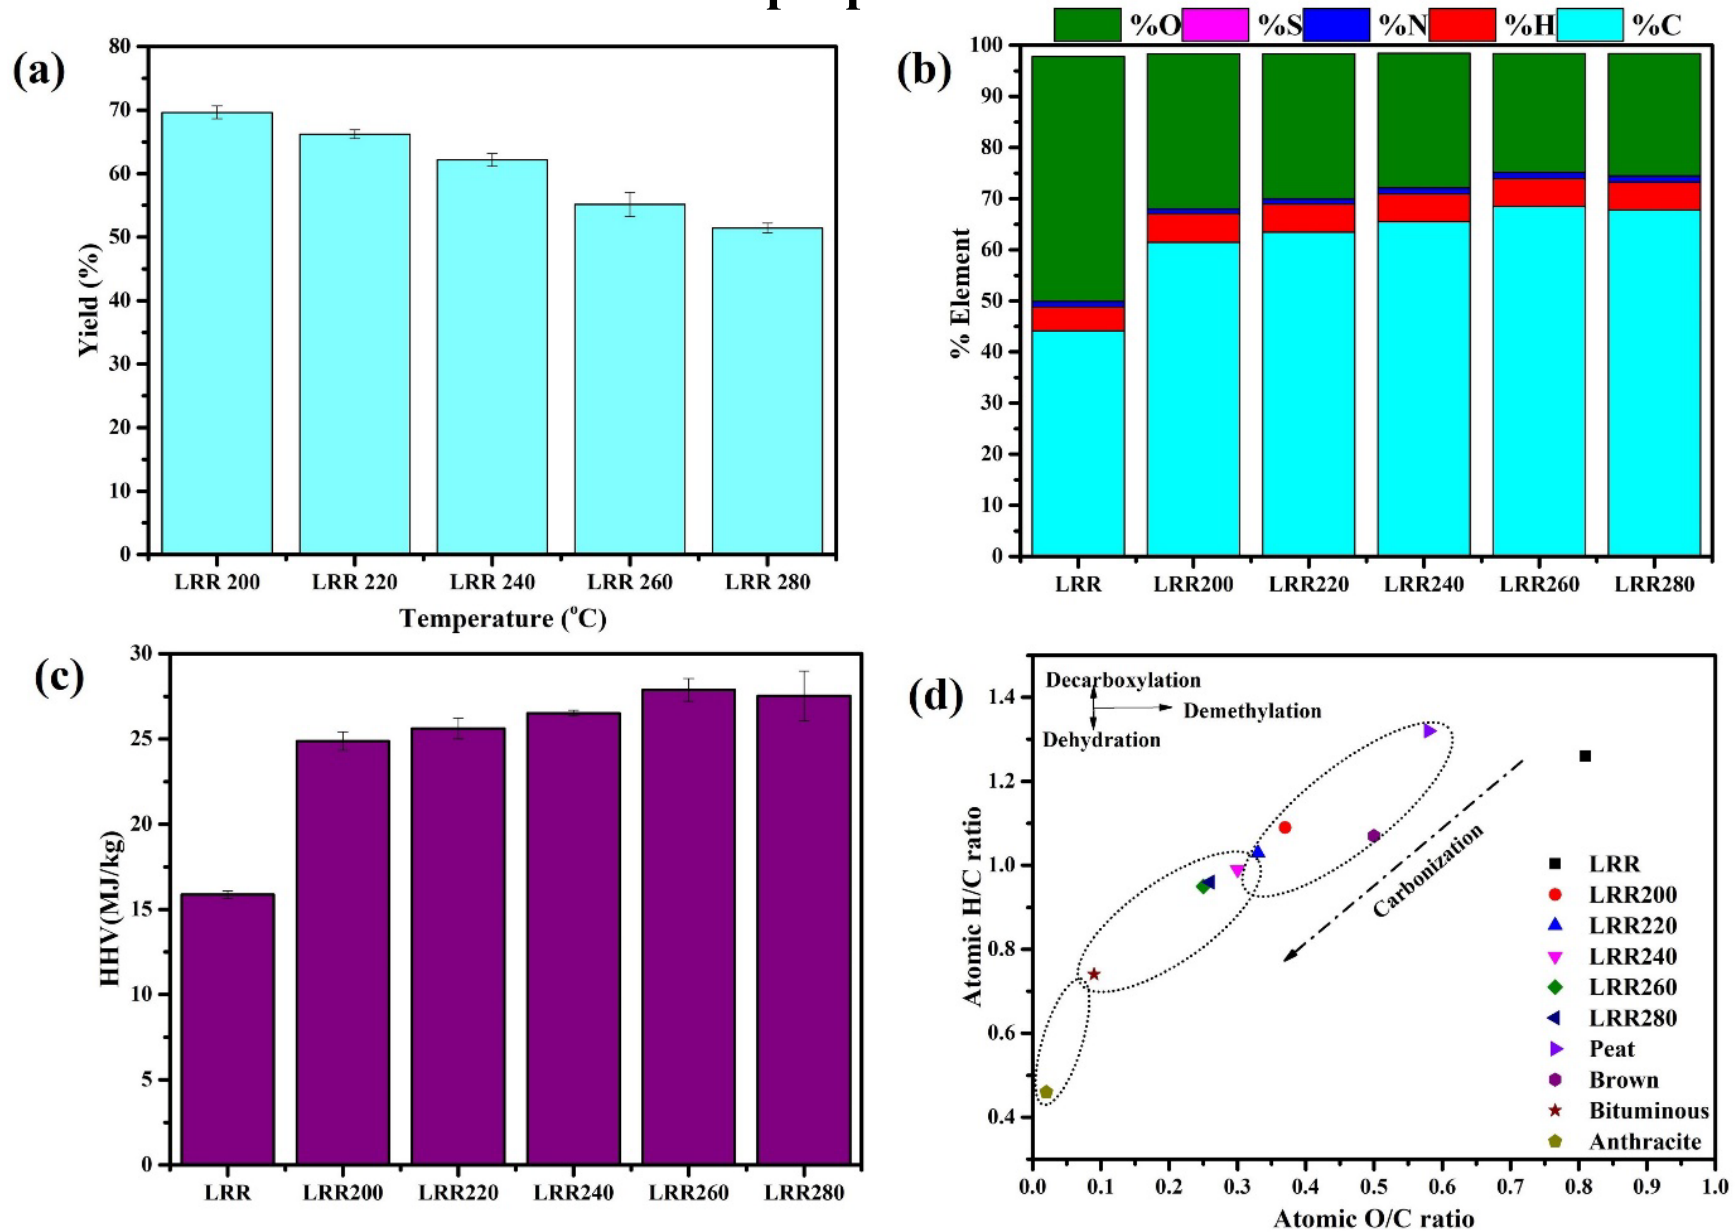 (a)
Yield (%)
80
70
60
50
40
30
20
10
0
LRR 200 LRR 220 LRR 240 LRR 260 LRR 280
Temperature (°C)
(b)
%O %S %N %H %C
% Element
100
90
80
70
60
50
40
30
20
10
0
LRR LRR200 LRR220 LRR240 LRR260 LRR280
(c)
HHV(MJ/kg)
30
25
20
15
10
5
0
LRR LRR200 LRR220 LRR240 LRR260 LRR280
(d)
Atomic H/C ratio
1.4
1.2
1.0
0.8
0.6
0.4
Decarboxylation
Demethylation
Dehydration
Carbonization
LRR
LRR200
LRR220
LRR240
LRR260
LRR280
Peat
Brown
Bituminous
Anthracite
0.0 0.1 0.2 0.3 0.4 0.5 0.6 0.7 0.8 0.9 1.0
Atomic O/C ratio